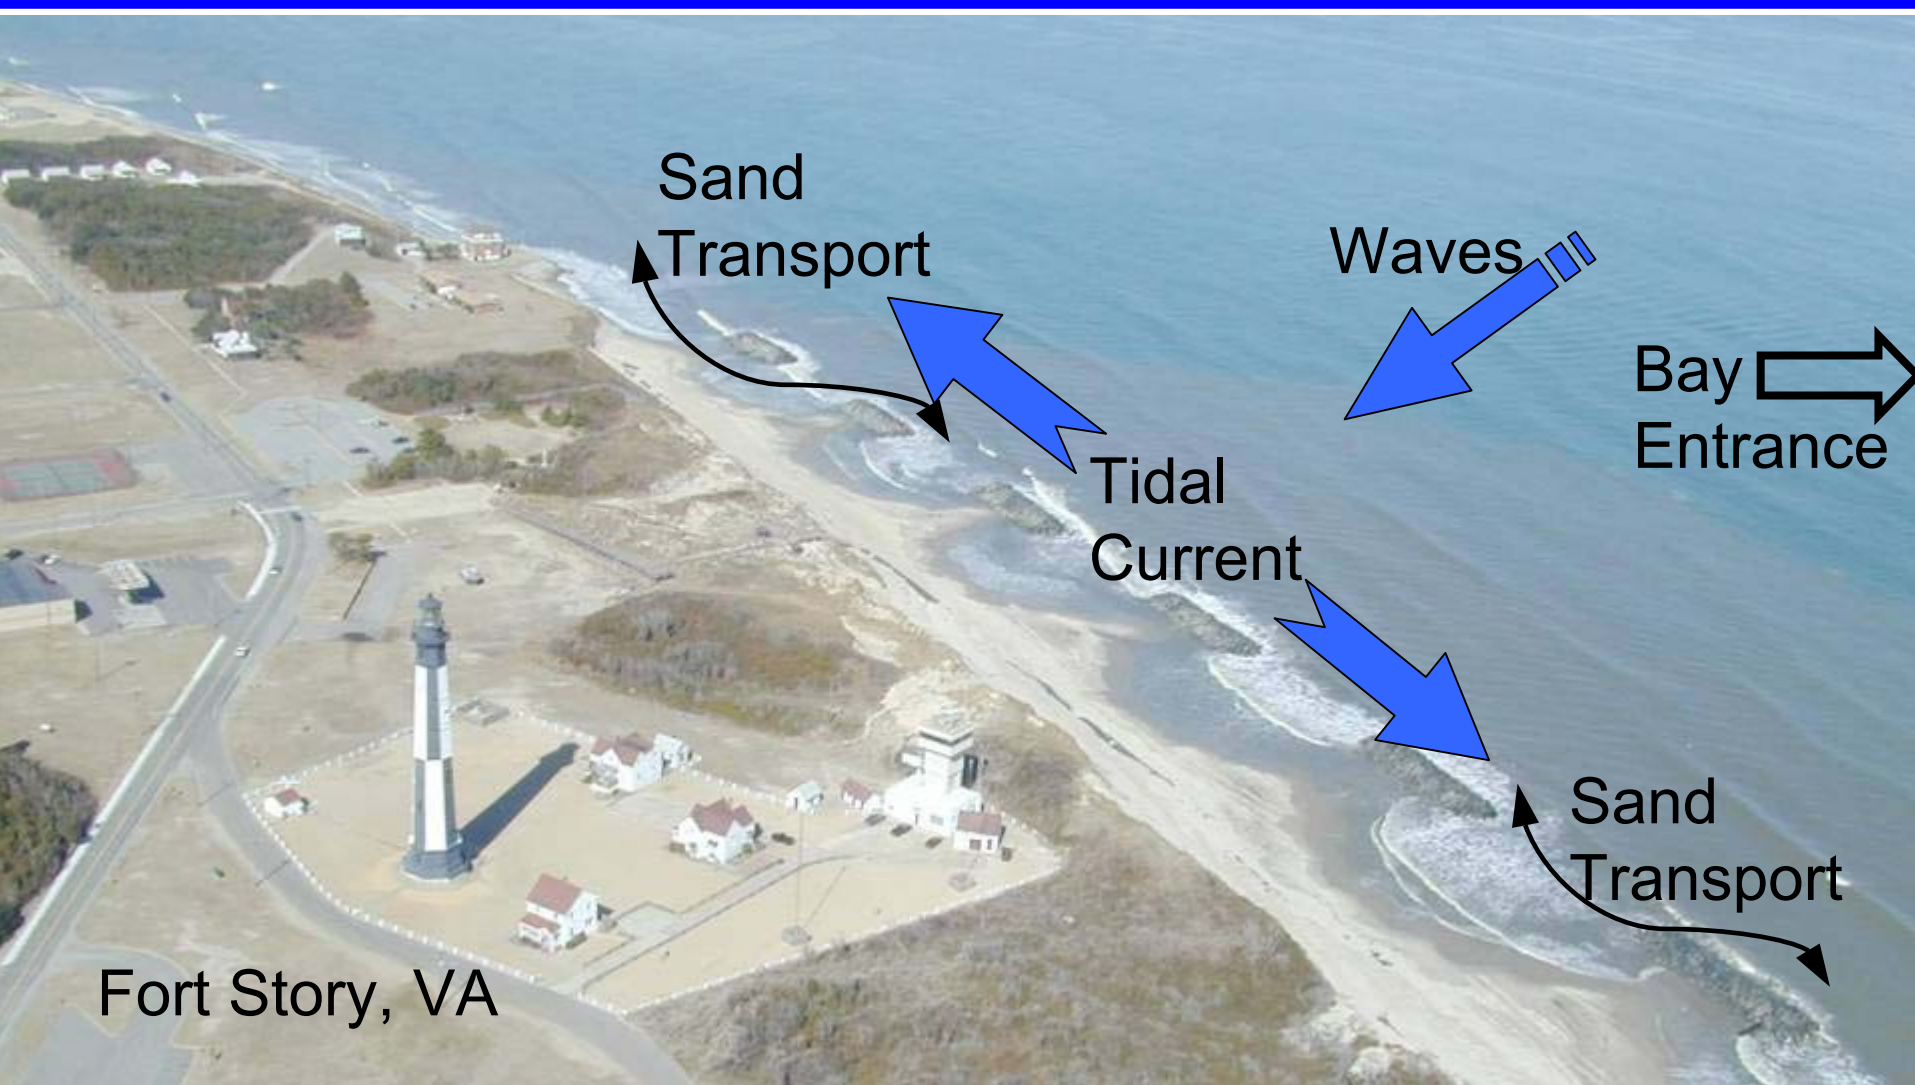 Sand
Transport
Waves
Bay
Entrance
Tidal
Current
Sand
Transport
Fort Story, VA